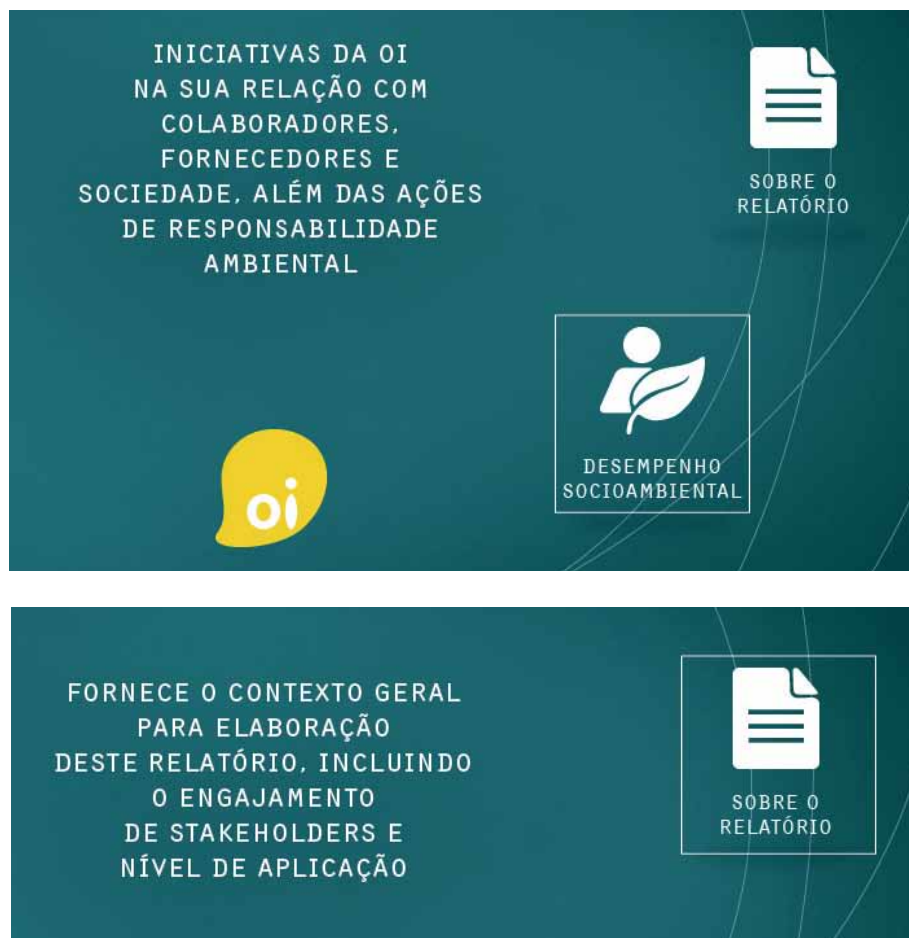 INICIATIVAS DA OI
NA SUA RELAÇÃO COM
COLABORADORES,
FORNECEDORES E
SOCIEDADE, ALÉM DAS AÇÕES
DE RESPONSABILIDADE
AMBIENTAL
SOBRE O
RELATÓRIO
DESEMPENHO
SOCIOAMBIENTAL
oi
FORNECE O CONTEXTO GERAL
PARA ELABORAÇÃO
DESTE RELATÓRIO, INCLUINDO
O ENGAJAMENTO
DE STAKEHOLDERS E
NÍVEL DE APLICAÇÃO
SOBRE O
RELATÓRIO